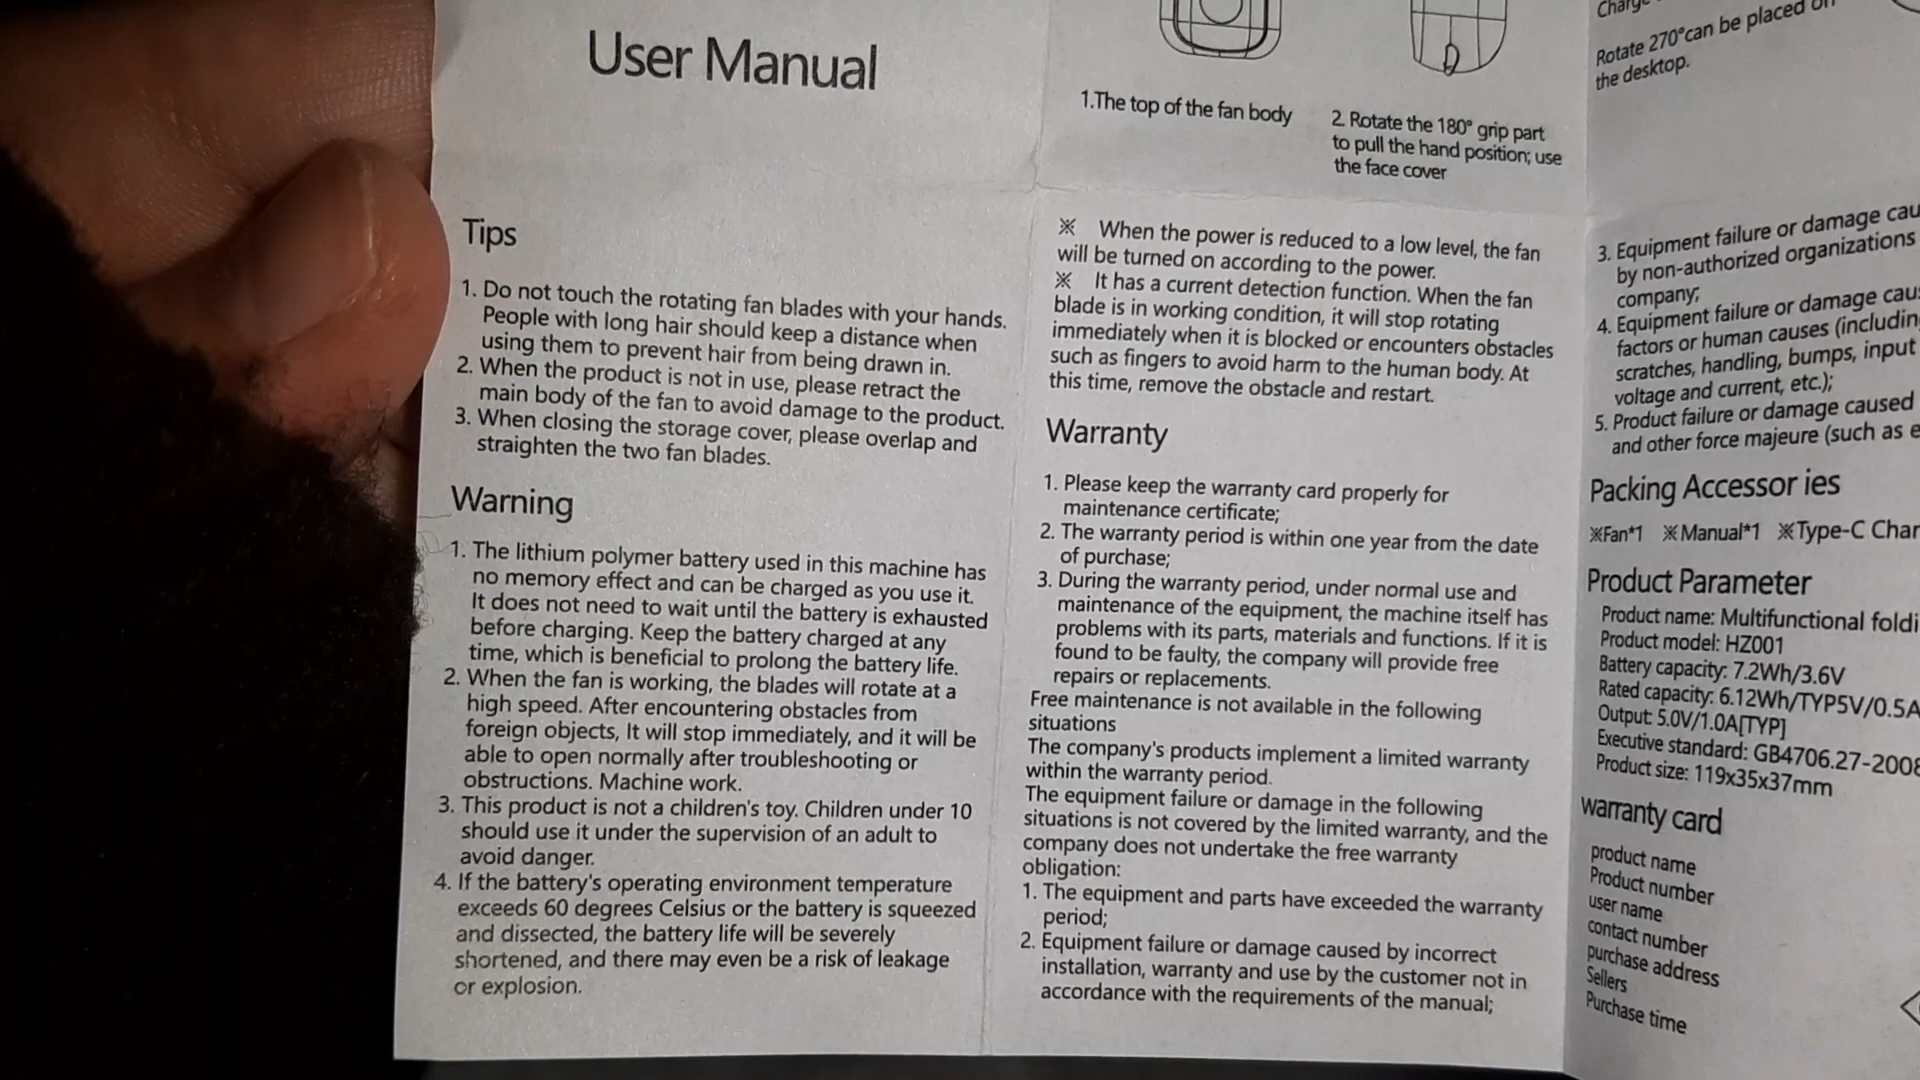 User Manual
Tips
1. Do not touch the rotating fan blades with your hands.
People with long hair should keep a distance when
using them to prevent hair from being drawn in.
2. When the product is not in use, please retract the
main body of the fan to avoid damage to the product.
3. When closing the storage cover, please overlap and
straighten the two fan blades.
Warning
1. The lithium polymer battery used in this machine has
no memory effect and can be charged as you use it.
It does not need to wait until the battery is exhausted
before charging. Keep the battery charged at any
time, which is beneficial to prolong the battery life.
2. When the fan is working, the blades will rotate at a
high speed. After encountering obstacles from
foreign objects, It will stop immediately, and it will be
able to open normally after troubleshooting or
obstructions. Machine work.
3. This product is not a children's toy. Children under 10
should use it under the supervision of an adult to
avoid danger.
4. If the battery's operating environment temperature
exceeds 60 degrees Celsius or the battery is squeezed
and dissected, the battery life will be severely
shortened, and there may even be a risk of leakage
or explosion.
1.The top of the fan body
2. Rotate the 180° grip part
to pull the hand position; use
the face cover
※ When the power is reduced to a low level, the fan
will be turned on according to the power.
※ It has a current detection function. When the fan
blade is in working condition, it will stop rotating
immediately when it is blocked or encounters obstacles
such as fingers to avoid harm to the human body. At
this time, remove the obstacle and restart.
Warranty
1. Please keep the warranty card properly for
maintenance certificate;
2. The warranty period is within one year from the date
of purchase;
3. During the warranty period, under normal use and
maintenance of the equipment, the machine itself has
problems with its parts, materials and functions. If it is
found to be faulty, the company will provide free
repairs or replacements.
Free maintenance is not available in the following
situations
The company's products implement a limited warranty
within the warranty period.
The equipment failure or damage in the following
situations is not covered by the limited warranty, and the
company does not undertake the free warranty
obligation:
1. The equipment and parts have exceeded the warranty
period;
2. Equipment failure or damage caused by incorrect
installation, warranty and use by the customer not in
accordance with the requirements of the manual;
Charge
Rotate 270°can be placed on
the desktop.
3. Equipment failure or damage cau
by non-authorized organizations
company;
4. Equipment failure or damage cau
factors or human causes (includin
scratches, handling, bumps, input
voltage and current, etc.);
5. Product failure or damage caused
and other force majeure (such as e
Packing Accessor ies
※Fan*1 ※Manual*1 ※Type-C Char
Product Parameter
Product name: Multifunctional foldi
Product model: HZ001
Battery capacity: 7.2Wh/3.6V
Rated capacity: 6.12Wh/TYP5V/0.5A
Output: 5.0V/1.0A[TYP]
Executive standard: GB4706.27-2008
Product size: 119x35x37mm
warranty card
product name
Product number
user name
contact number
purchase address
Sellers
Purchase time